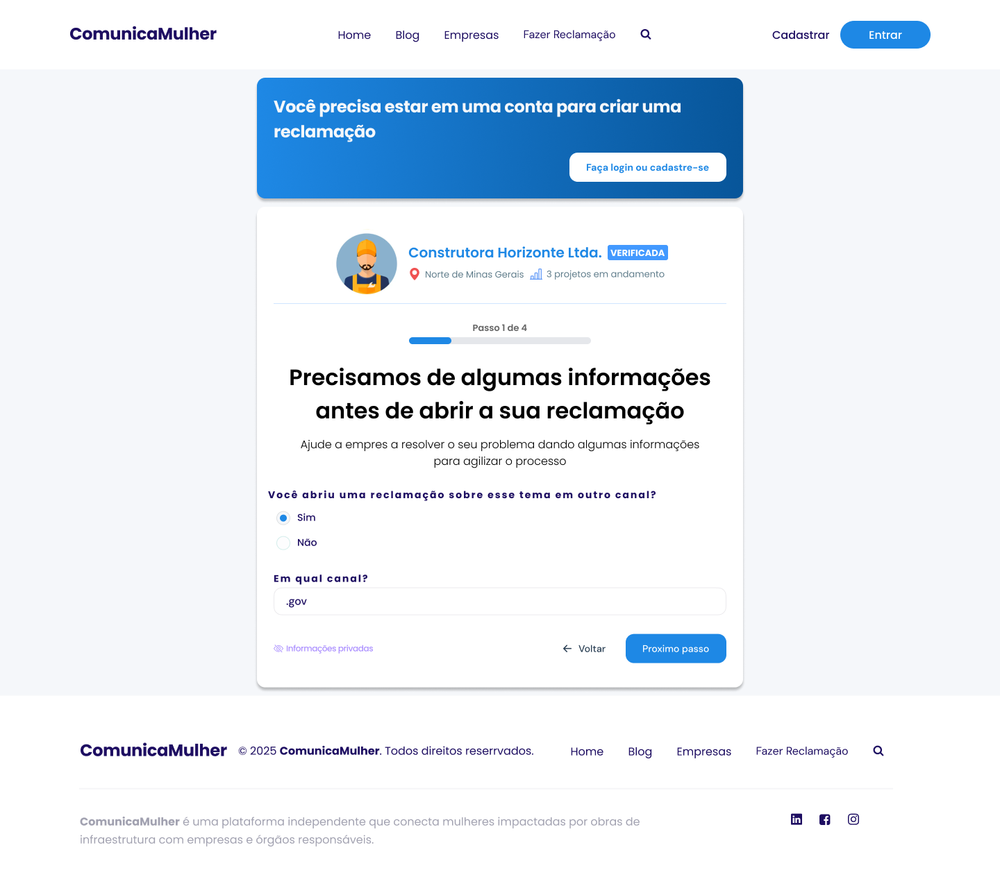 ComunicaMulher
Home Blog Empresas Fazer Reclamação
Cadastrar Entrar
Você precisa estar em uma conta para criar uma
reclamação
Faça login ou cadastre-se
Construtora Horizonte Ltda. VERIFICADA
Norte de Minas Gerais 3 projetos em andamento
Passo 1 de 4
Precisamos de algumas informações
antes de abrir a sua reclamação
Ajude a empres a resolver o seu problema dando algumas informações
para agilizar o processo
Você abriu uma reclamação sobre esse tema em outro canal?
Sim
Não
Em qual canal?
.gov
Informações privadas
Voltar Proximo passo
ComunicaMulher © 2025 ComunicaMulher. Todos direitos reserrvados. Home Blog Empresas Fazer Reclamação
ComunicaMulher é uma plataforma independente que conecta mulheres impactadas por obras de
infraestrutura com empresas e órgãos responsáveis.